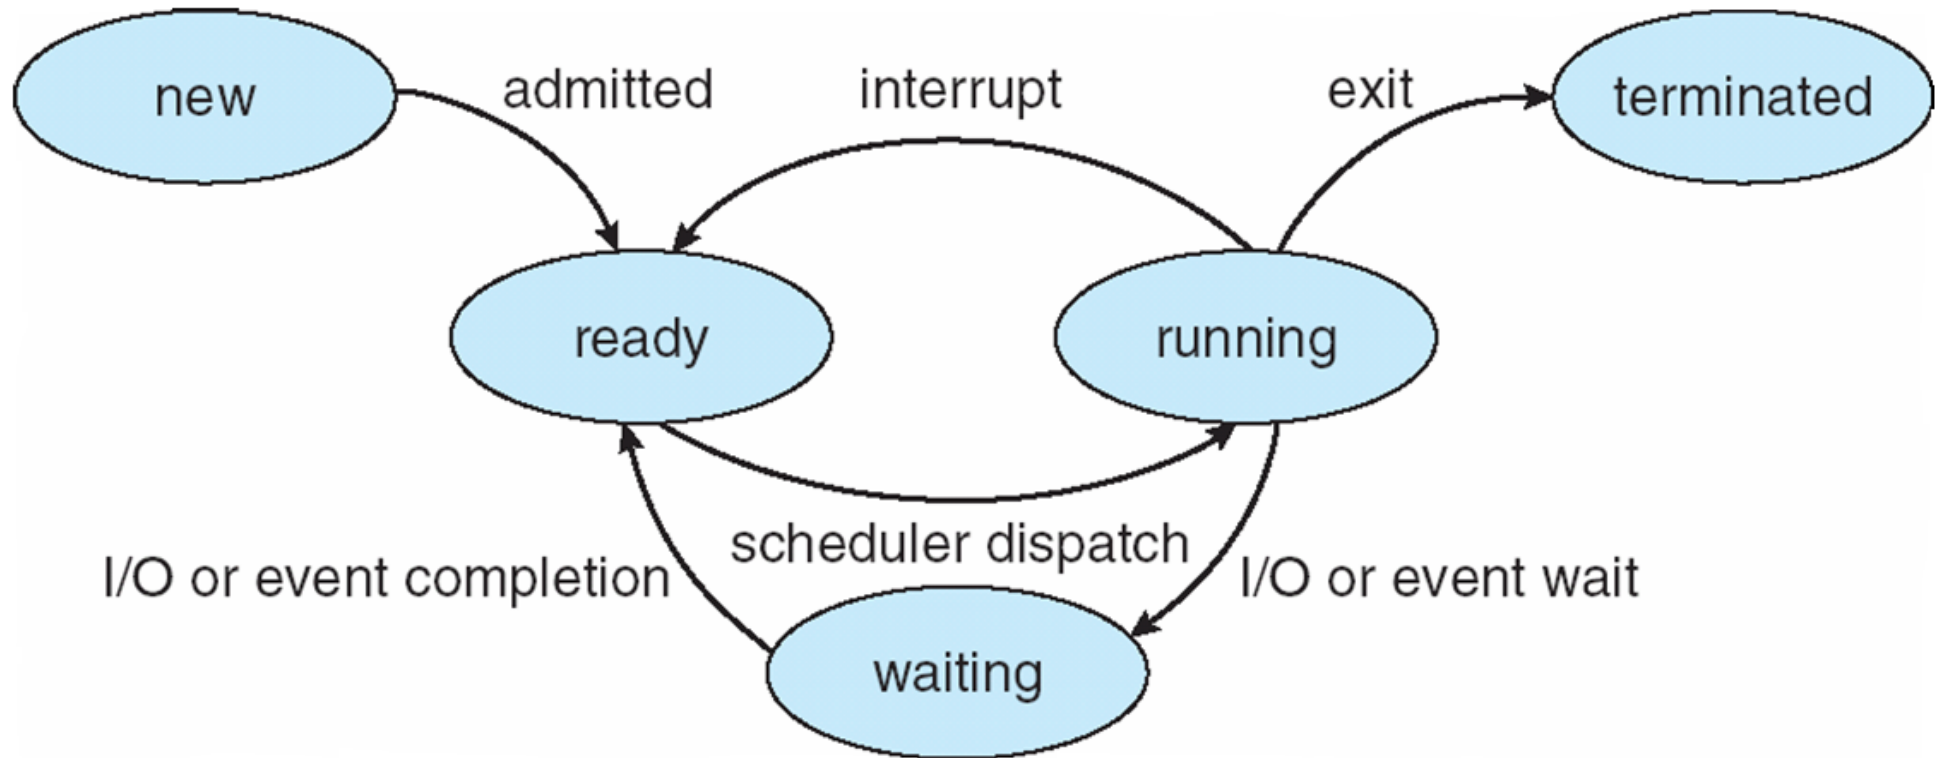 new
admitted
interrupt
exit
terminated
ready
running
scheduler dispatch
I/O or event completion
I/O or event wait
waiting